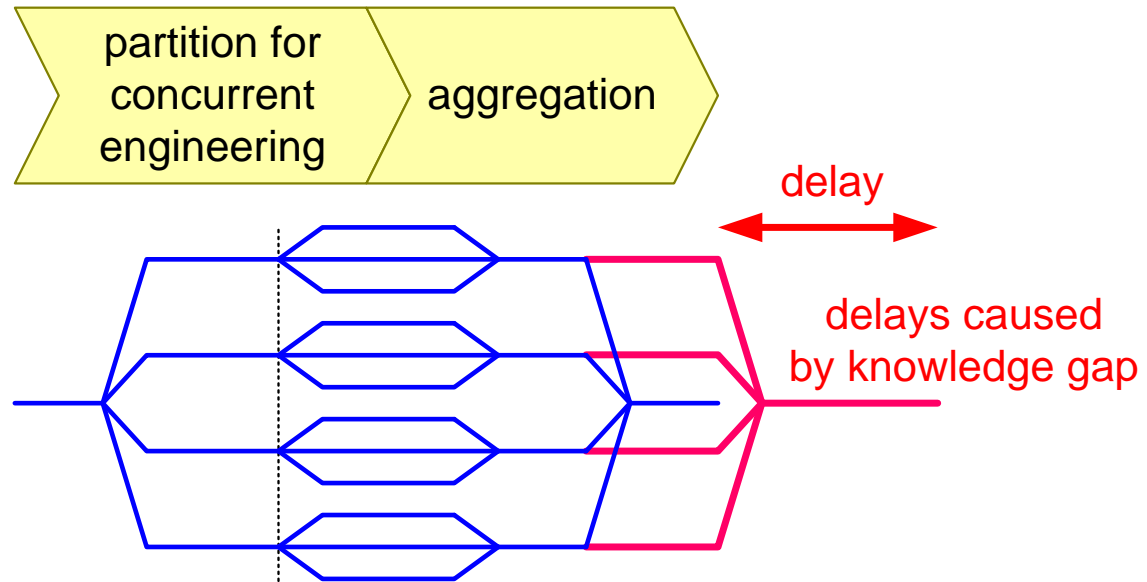 partition for
concurrent
engineering
aggregation
delay
delays caused
by knowledge gap